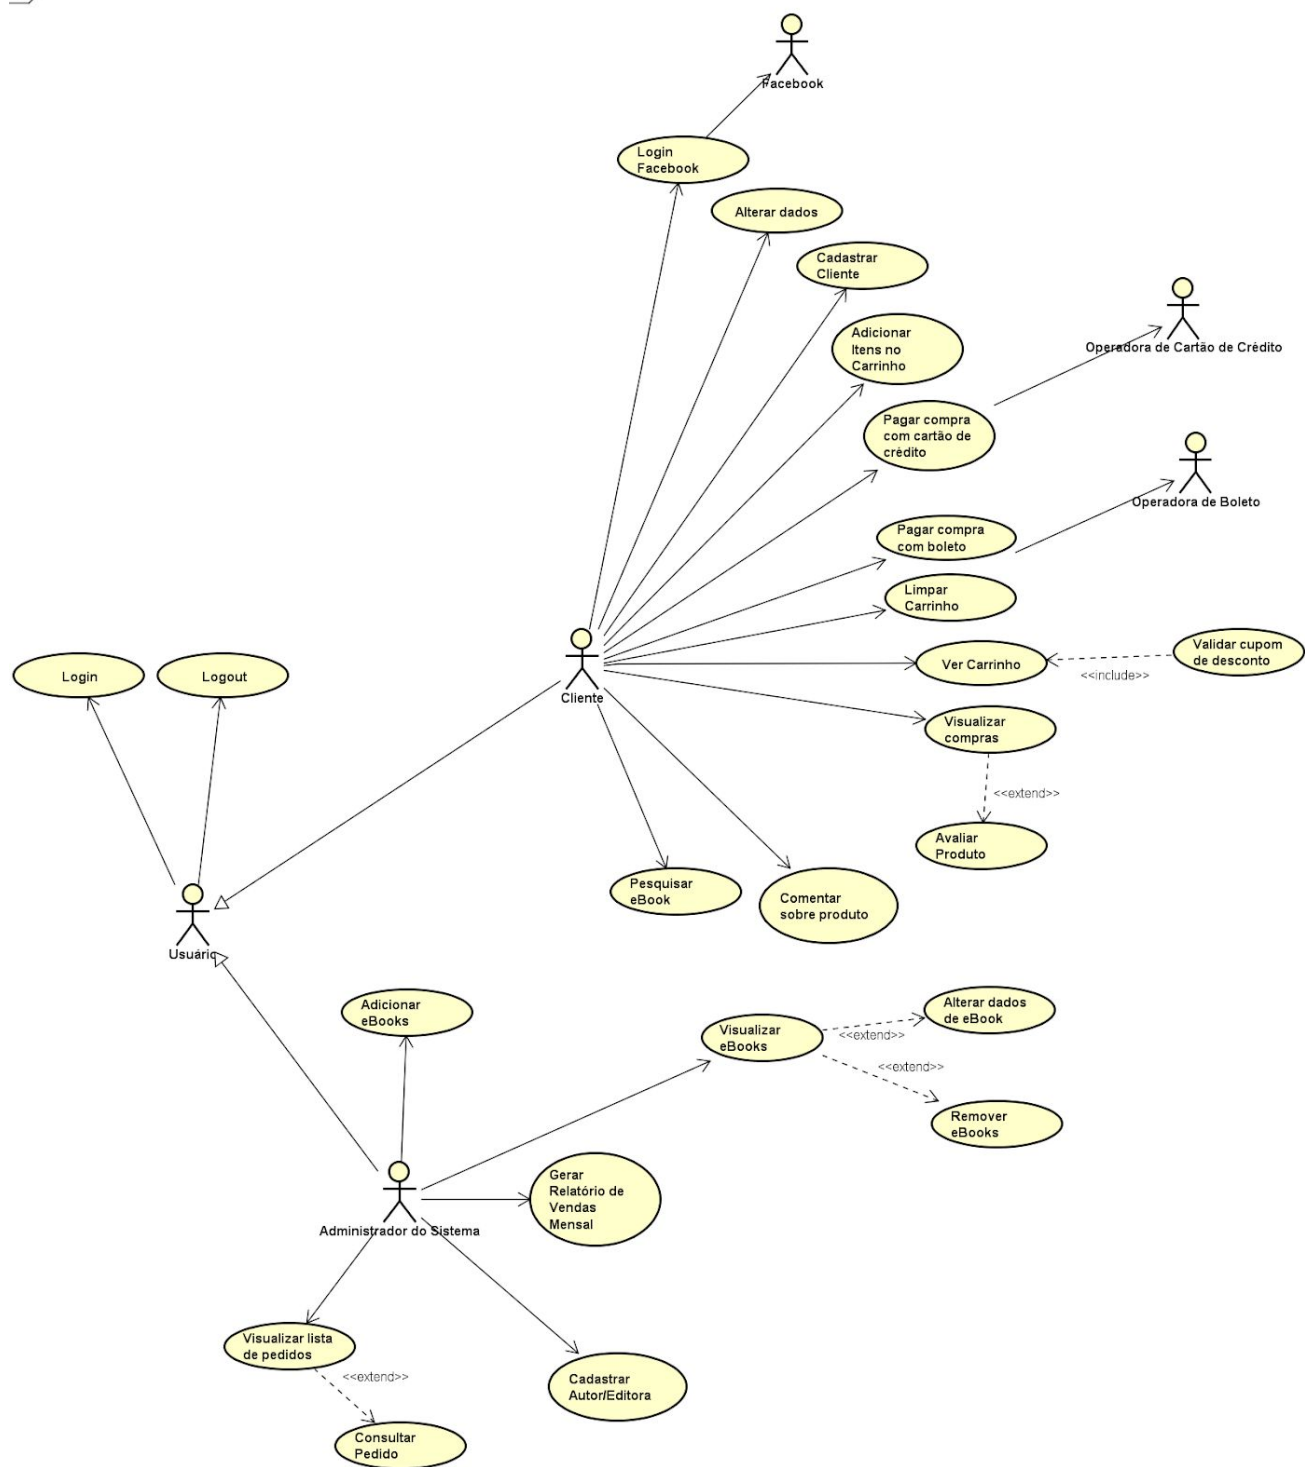 Facebook
Login
Facebook
Alterar dados
Cadastrar
Cliente
Adicionar
Itens no
Carrinho
Operadora de Cartão de Crédito
Pagar compra
com cartão de
crédito
Operadora de Boleto
Pagar compra
com boleto
Limpar
Carrinho
Validar cupom
de desconto
Ver Carrinho
<<include>>
Login
Logout
Cliente
Visualizar
compras
<<extend>>
Avaliar
Produto
Pesquisar
eBook
Comentar
sobre produto
Usuário
Adicionar
eBooks
Visualizar
eBooks
<<extend>>
Alterar dados
de eBook
<<extend>>
Remover
eBooks
Gerar
Relatório de
Vendas
Mensal
Administrador do Sistema
Visualizar lista
de pedidos
<<extend>>
Cadastrar
Autor/Editora
Consultar
Pedido